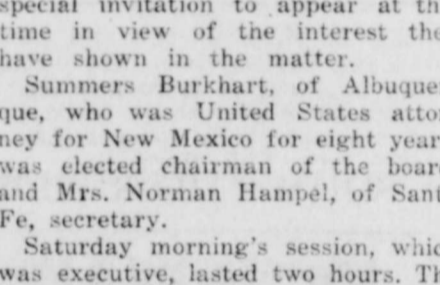 special invitation to appear at th
time in view of the interest the
have shown in the matter.
Summers Burkhart, of Albuque
que, who was United States atto
ney for New Mexico for eight year
was elected chairman of the boar
and Mrs. Norman Hampel, of Sant
Fe, secretary.
Saturday morning's session, whic
was executive, lasted two hours. Th